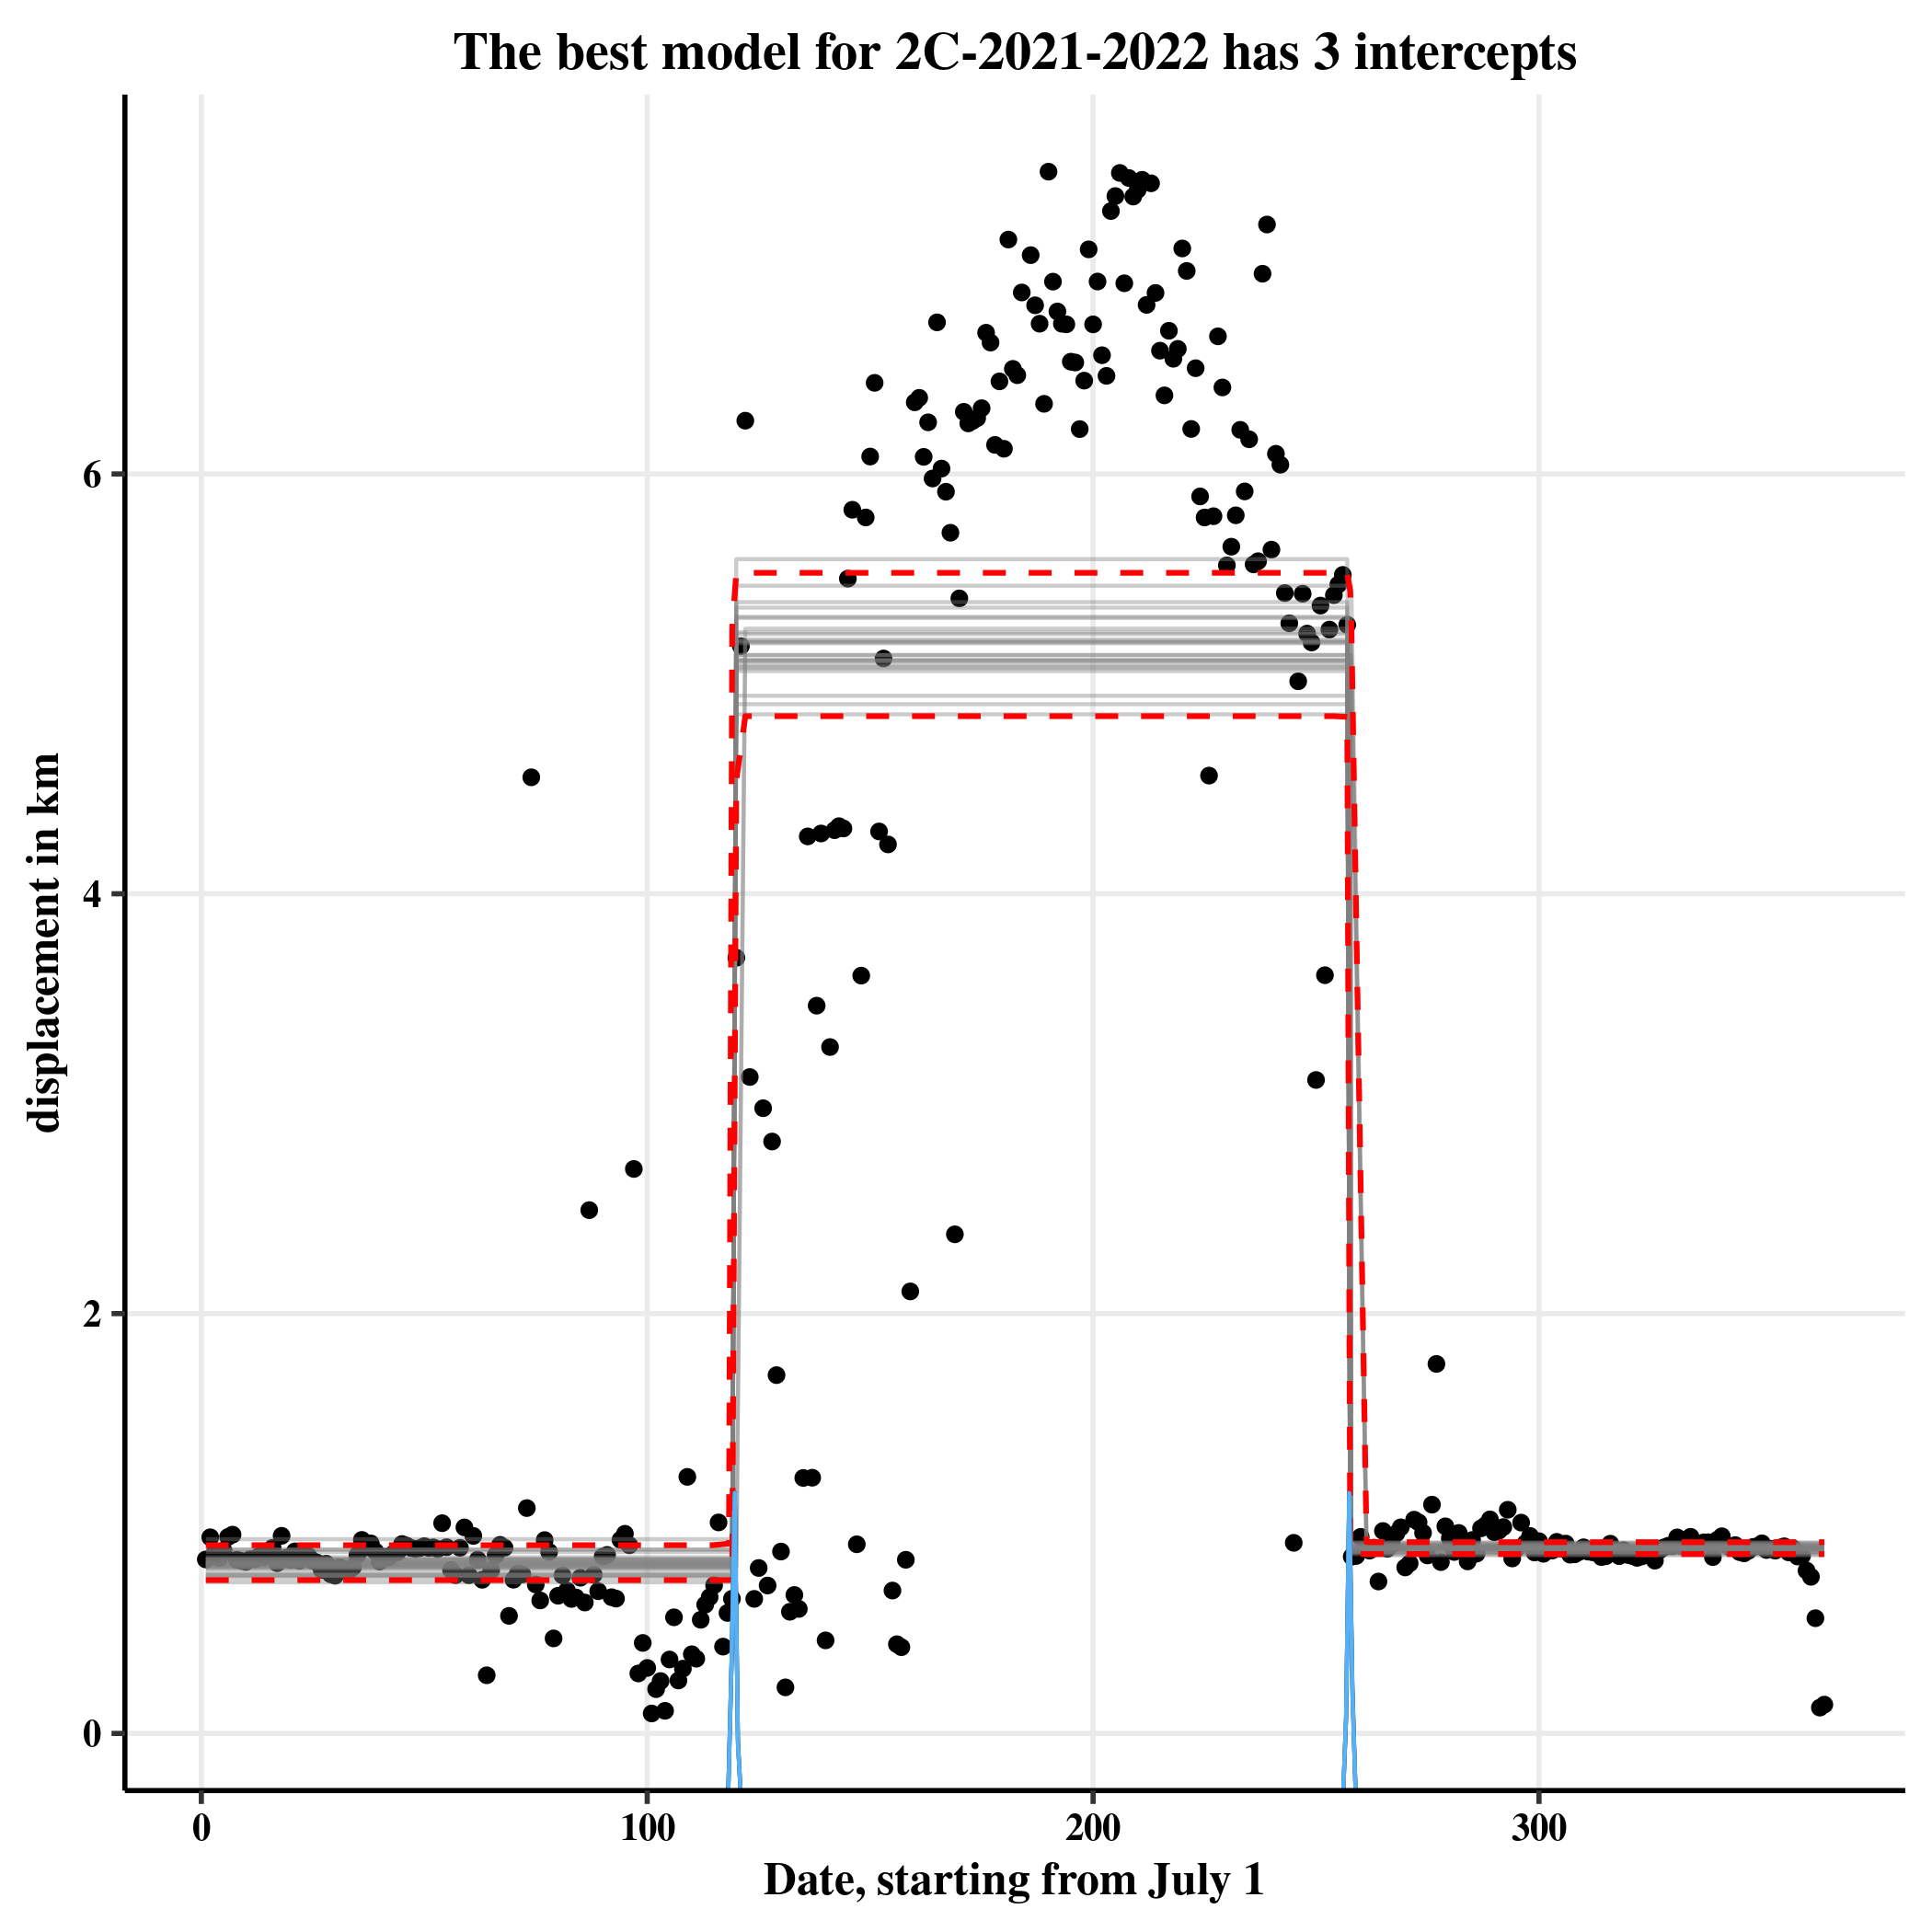 The best model for 2C-2021-2022 has 3 intercepts
displacement in km
6
4
2
0
0 100 200 300
Date, starting from July 1